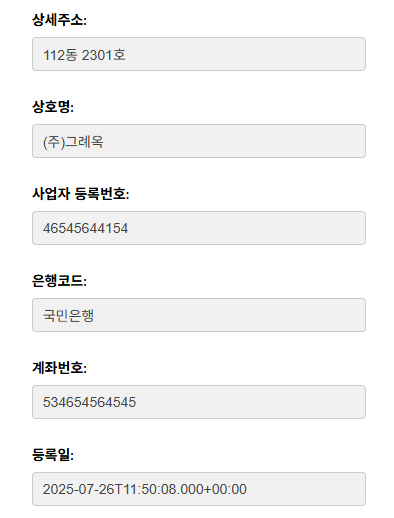 상세주소:
112동 2301호
상호명:
(주)그례옥
사업자 등록번호:
46545644154
은행코드:
국민은행
계좌번호:
534654564545
등록일:
2025-07-26T11:50:08.000+00:00